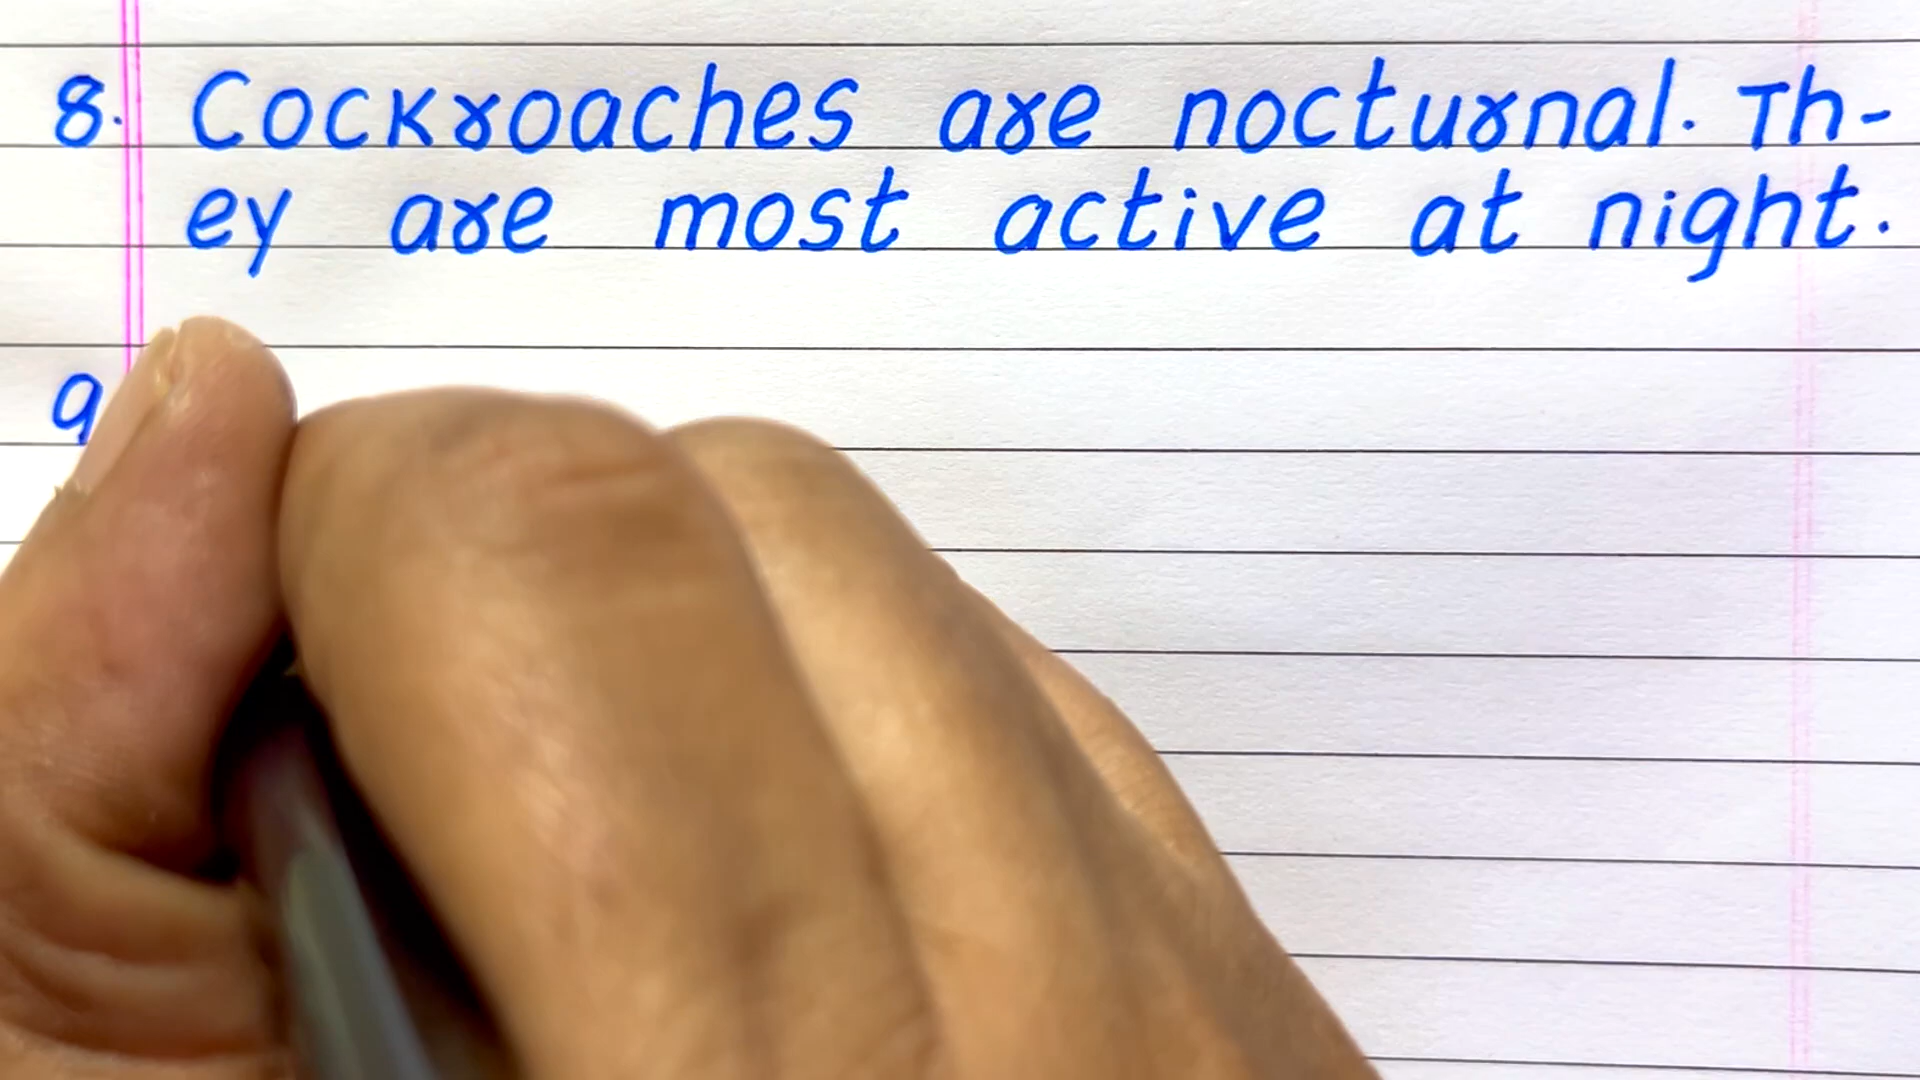 8. Cockroaches are nocturnal. Th-
ey are most active at night.
9